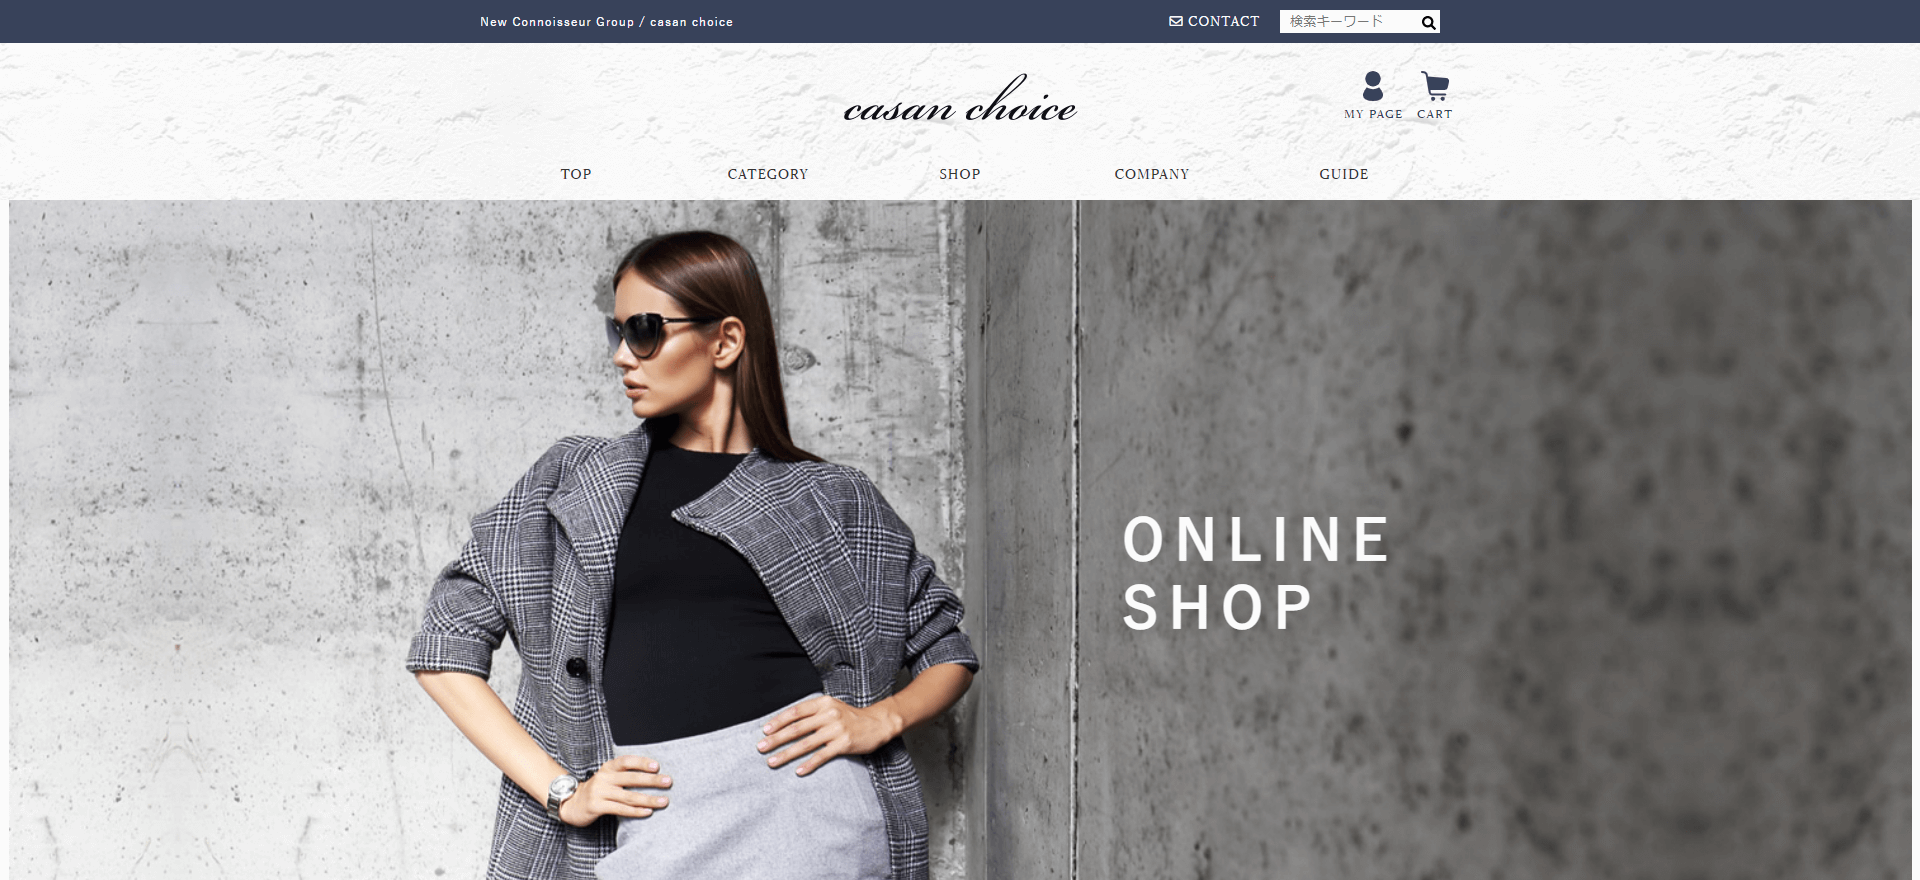 New Connoisseur Group / casan choice
CONTACT
検索キーワード
casan choice
MY PAGE
CART
TOP
CATEGORY
SHOP
COMPANY
GUIDE
ONLINE
SHOP